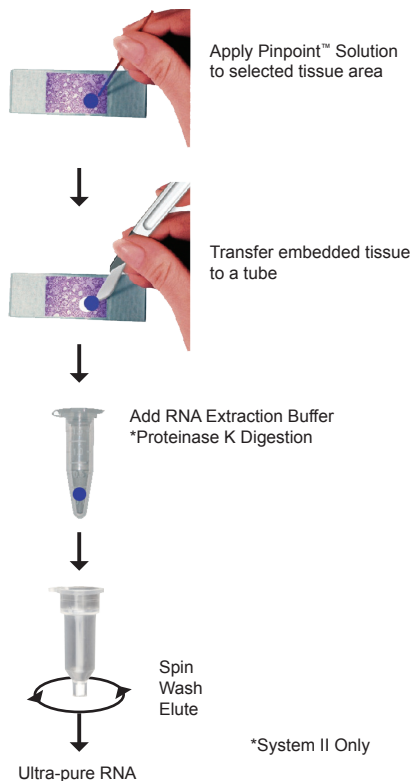 Apply Pinpoint™ Solution
to selected tissue area
Transfer embedded tissue
to a tube
Add RNA Extraction Buffer
*Proteinase K Digestion
Spin
Wash
Elute
*System II Only
Ultra-pure RNA